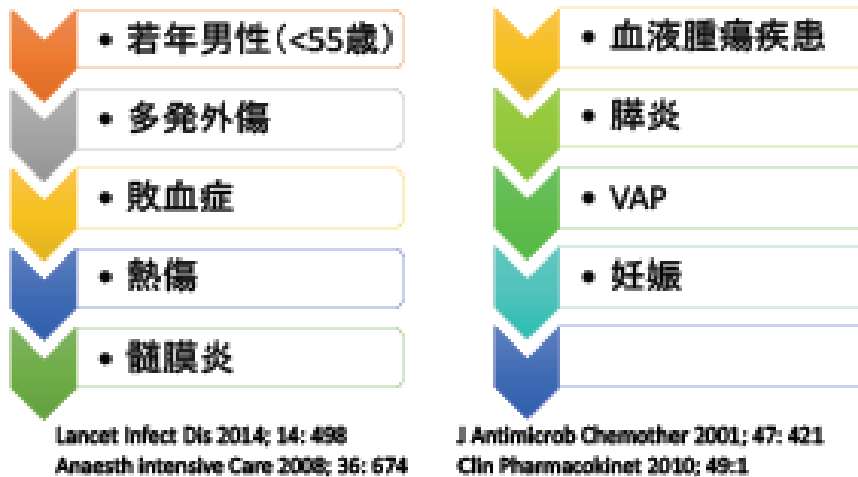 • 若年男性(<55歳)
• 多発外傷
• 敗血症
• 熱傷
• 髄膜炎
• 血液腫瘍疾患
• 膵炎
• VAP
• 妊娠
Lancet Infect Dis 2014; 14: 498
Anaesth intensive Care 2008; 36: 674
J Antimicrob Chemother 2001; 47: 421
Clin Pharmacokinet 2010; 49:1